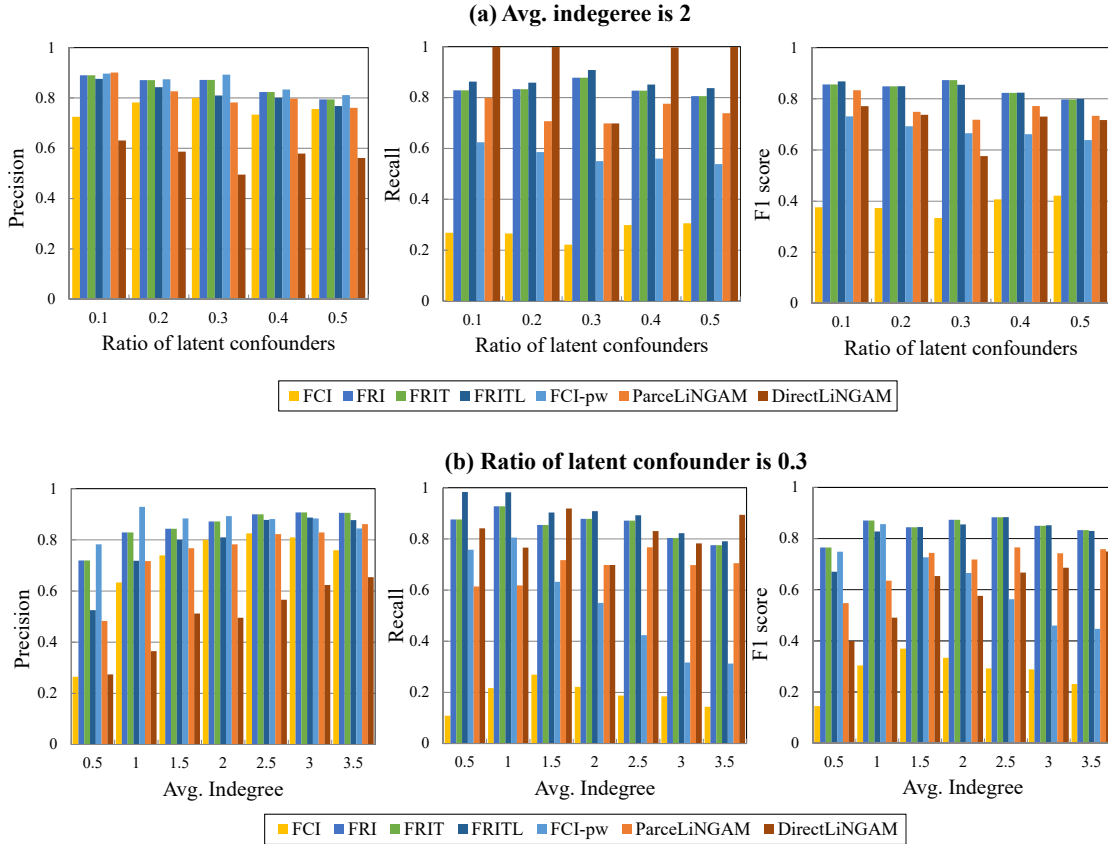 (a) Avg. indegeree is 2
1
0.8
0.6
0.4
0.2
0
Precision
0.1 0.2 0.3 0.4 0.5
Ratio of latent confounders
1
0.8
0.6
0.4
0.2
0
Recall
0.1 0.2 0.3 0.4 0.5
Ratio of latent confounders
1
0.8
0.6
0.4
0.2
0
F1 score
0.1 0.2 0.3 0.4 0.5
Ratio of latent confounders
FCI FRI FRIT FRITL FCI-pw ParceLiNGAM DirectLiNGAM
(b) Ratio of latent confounder is 0.3
1
0.8
0.6
0.4
0.2
0
Precision
0.5 1 1.5 2 2.5 3 3.5
Avg. Indegree
1
0.8
0.6
0.4
0.2
0
Recall
0.5 1 1.5 2 2.5 3 3.5
Avg. Indegree
1
0.8
0.6
0.4
0.2
0
F1 score
0.5 1 1.5 2 2.5 3 3.5
Avg. Indegree
FCI FRI FRIT FRITL FCI-pw ParceLiNGAM DirectLiNGAM